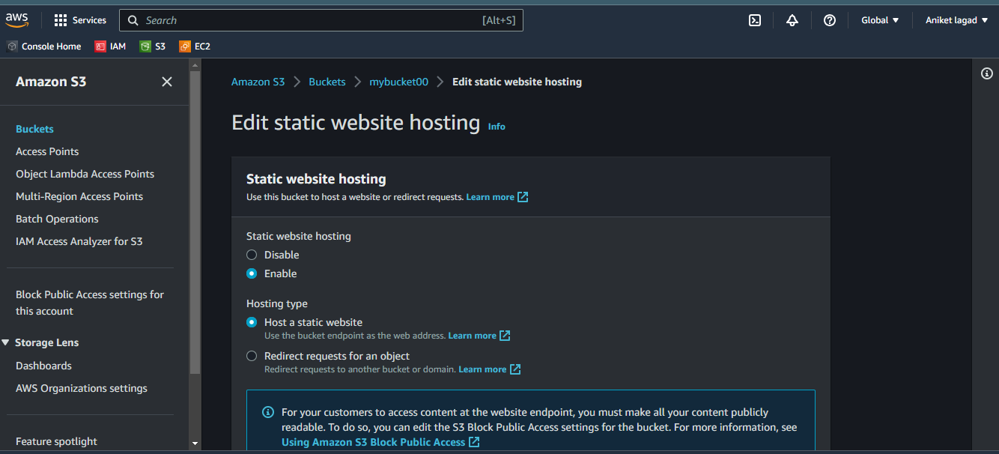 aws
Services
Search
[Alt+S]
Global
Aniket lagad
Console Home
IAM
S3
EC2
Amazon S3
Buckets
Access Points
Object Lambda Access Points
Multi-Region Access Points
Batch Operations
IAM Access Analyzer for S3
Block Public Access settings for
this account
Storage Lens
Dashboards
AWS Organizations settings
Feature spotlight
Amazon S3 > Buckets > mybucket00 > Edit static website hosting
Edit static website hosting Info
Static website hosting
Use this bucket to host a website or redirect requests. Learn more
Static website hosting
Disable
Enable
Hosting type
Host a static website
Use the bucket endpoint as the web address. Learn more
Redirect requests for an object
Redirect requests to another bucket or domain. Learn more
For your customers to access content at the website endpoint, you must make all your content publicly
readable. To do so, you can edit the S3 Block Public Access settings for the bucket. For more information, see
Using Amazon S3 Block Public Access